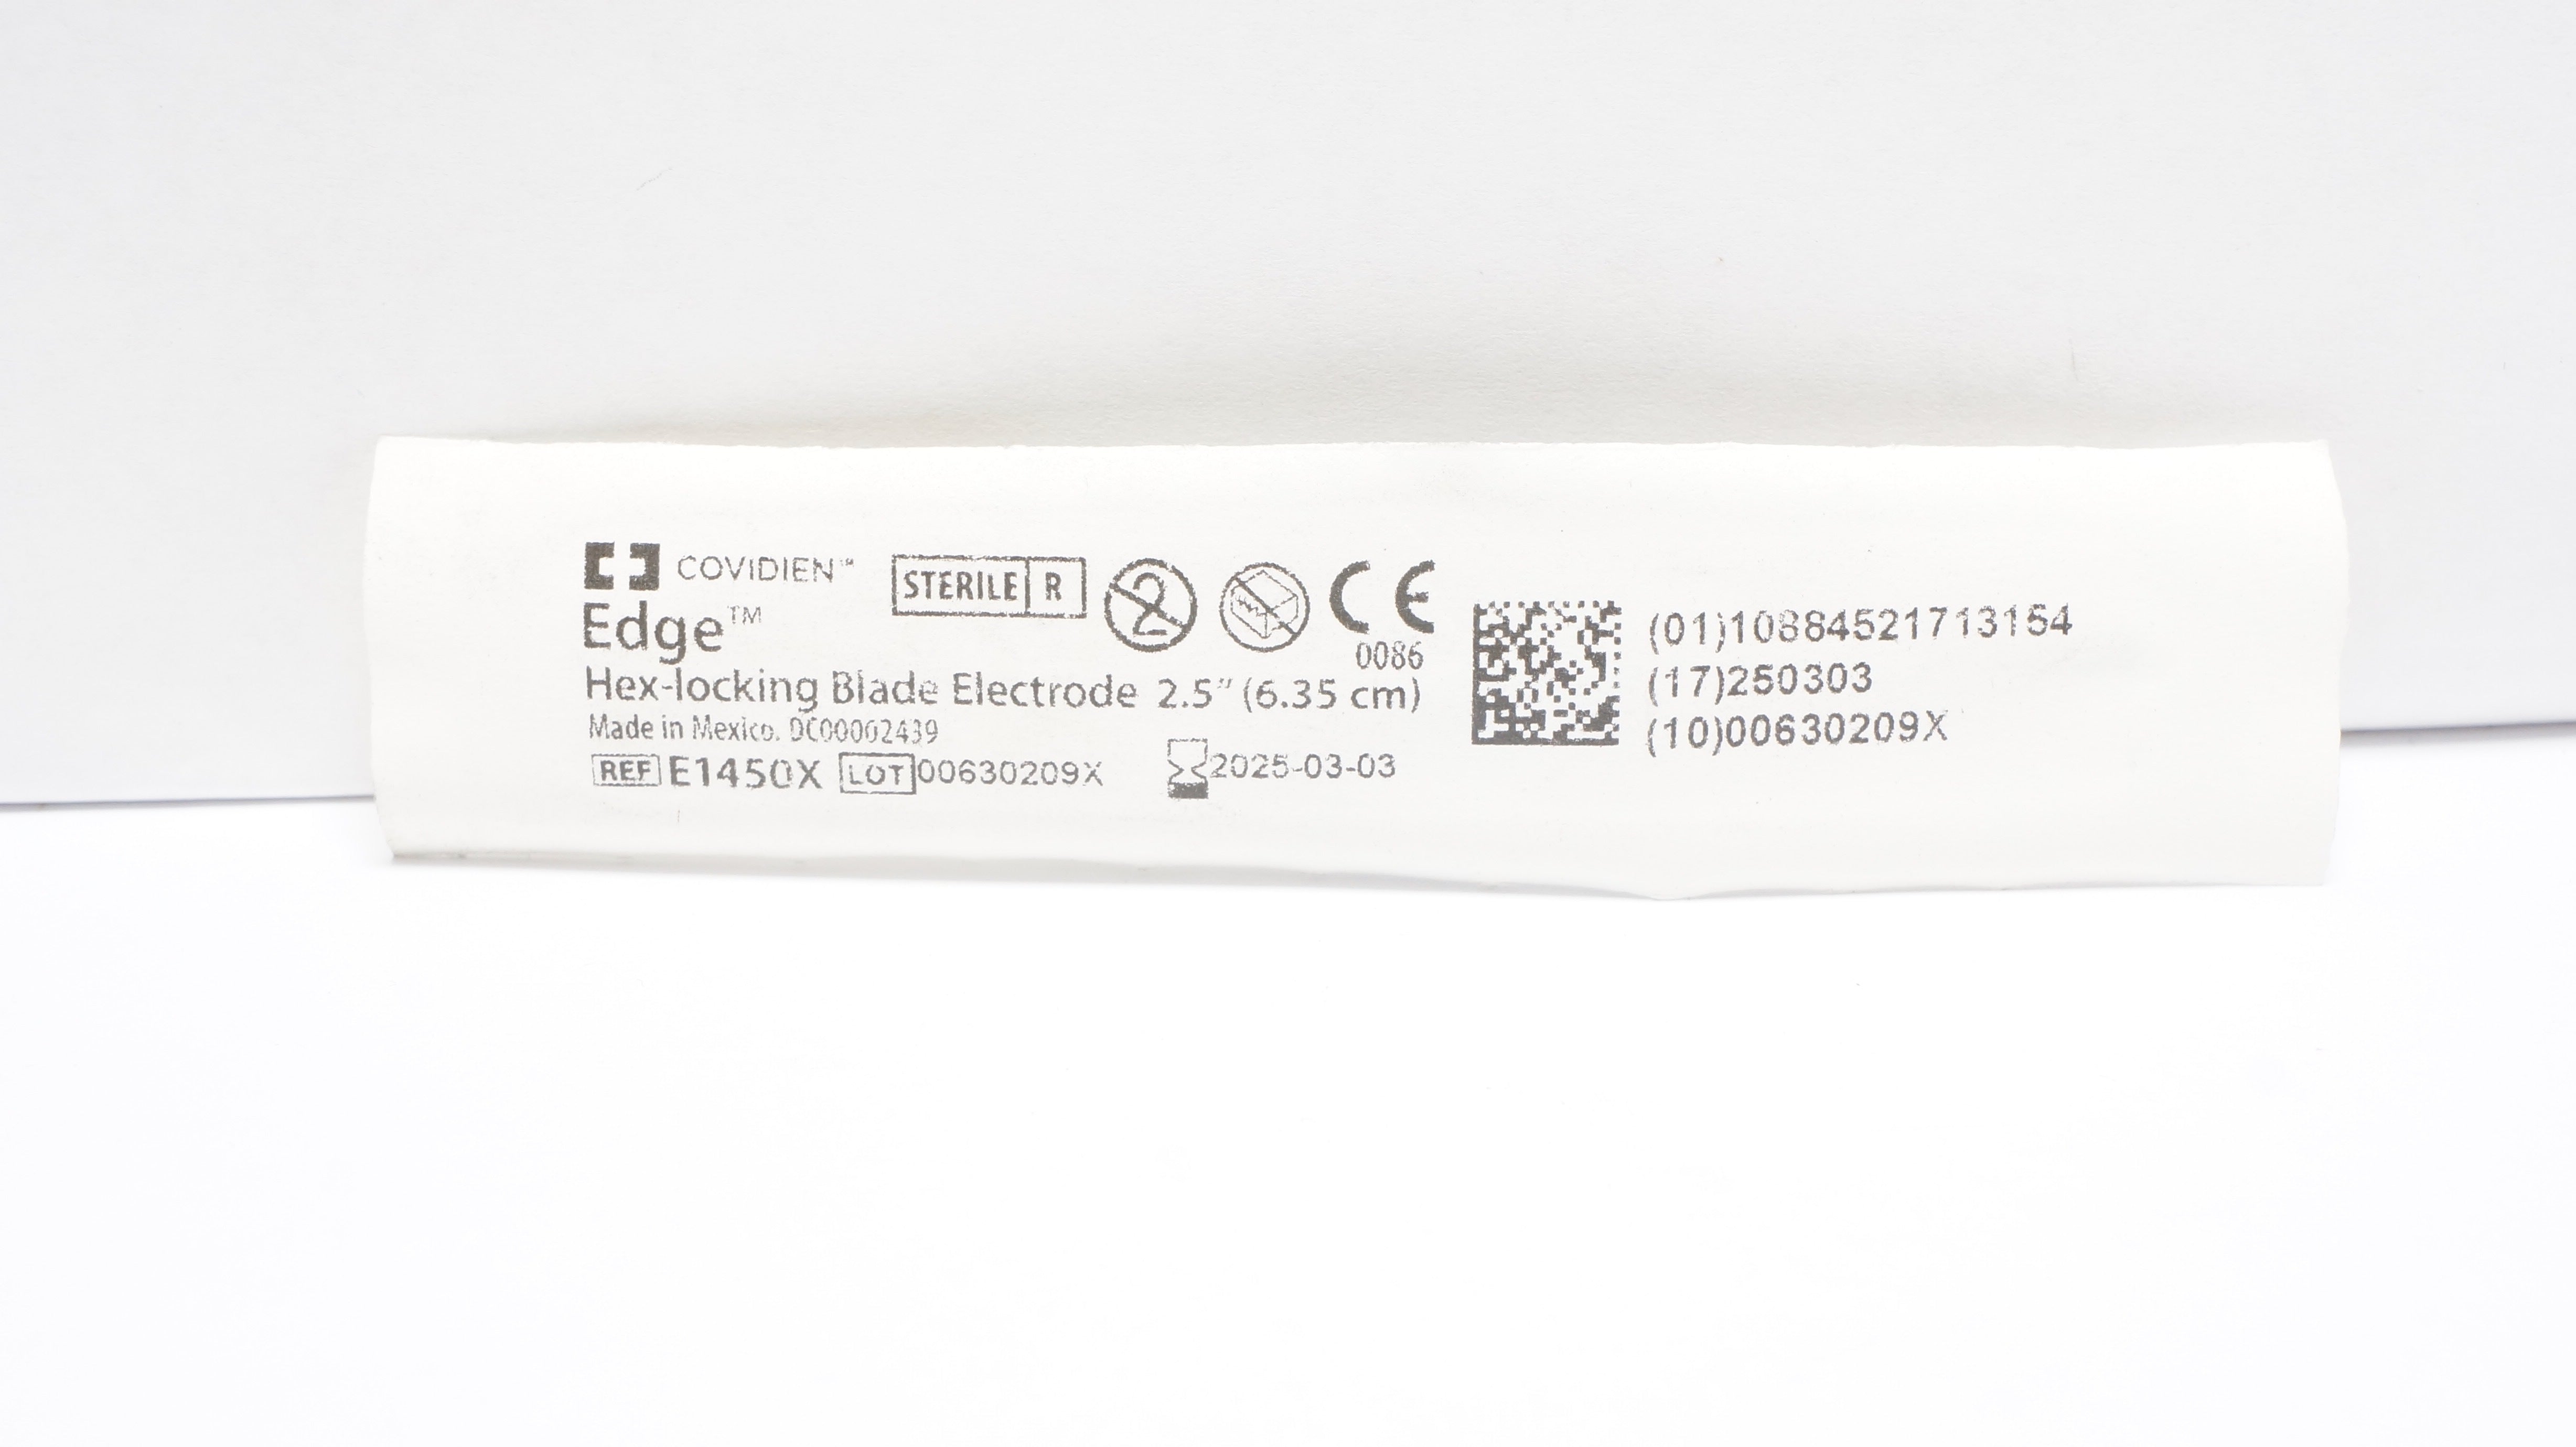 COVIDIEN™
STERILE R
Edge™
0086
Hex-locking Blade Electrode 2.5" (6.35 cm)
Made in Mexico. DC00002439
REF E1450X LOT 00630209X 2025-03-03
(01)10884521713154
(17)250303
(10)00630209X